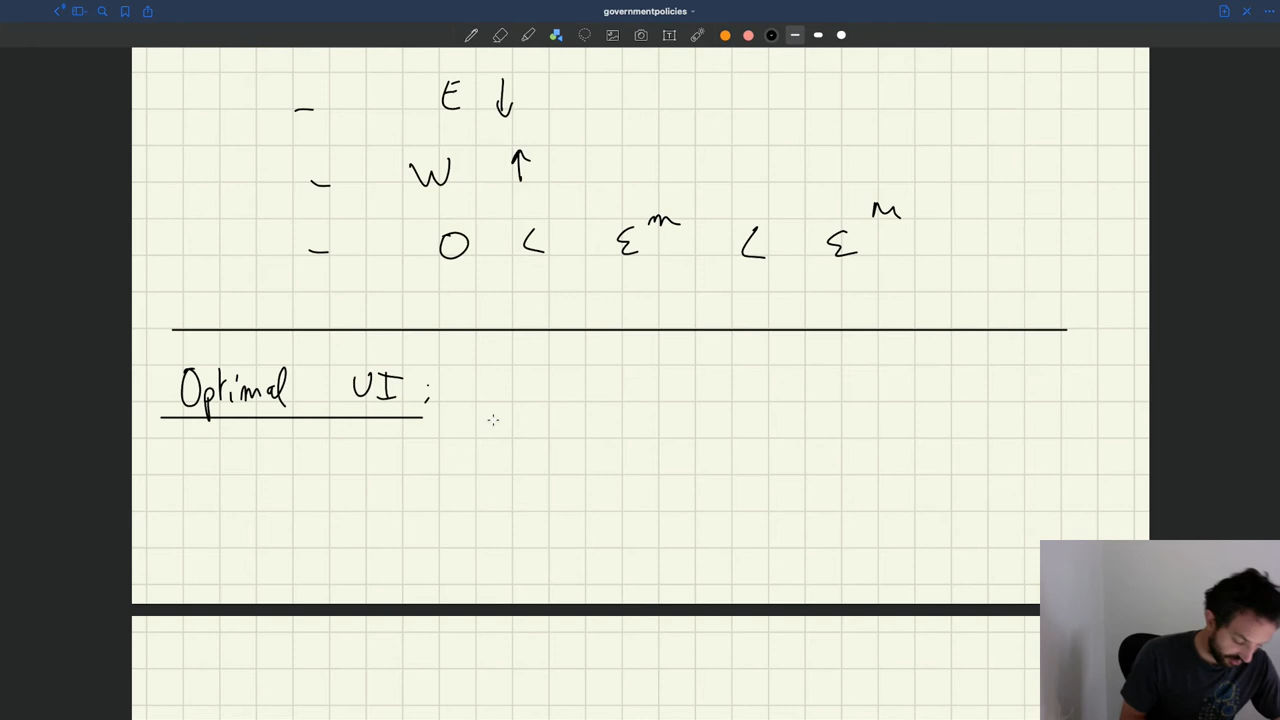 governmentpolicies
- E ↓
- W ↑
- 0 < ε^m < ε^M
Optimal UI :